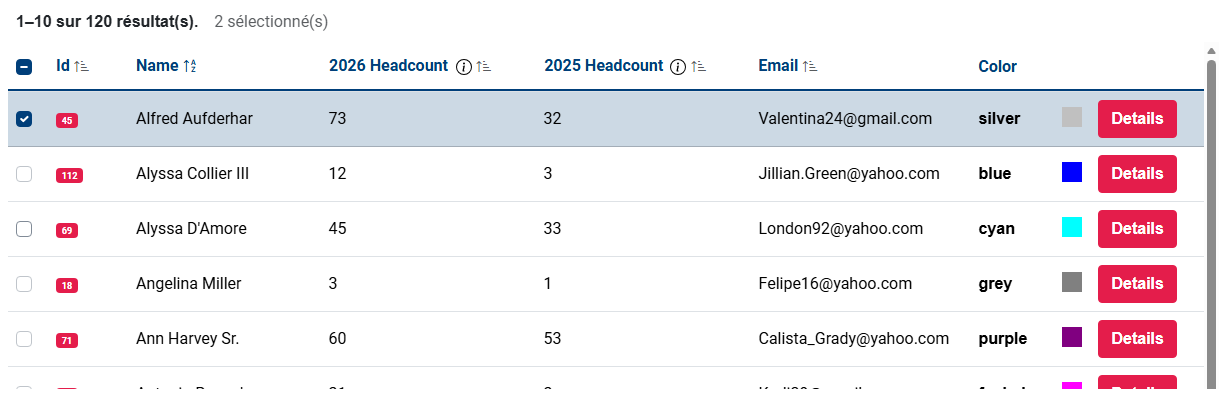 1–10 sur 120 résultat(s). 2 sélectionné(s)
Id Name 2026 Headcount 2025 Headcount Email Color
45 Alfred Aufderhar 73 32 Valentina24@gmail.com silver Details
112 Alyssa Collier III 12 3 Jillian.Green@yahoo.com blue Details
69 Alyssa D'Amore 45 33 London92@yahoo.com cyan Details
18 Angelina Miller 3 1 Felipe16@yahoo.com grey Details
71 Ann Harvey Sr. 60 53 Calista_Grady@yahoo.com purple Details
Details